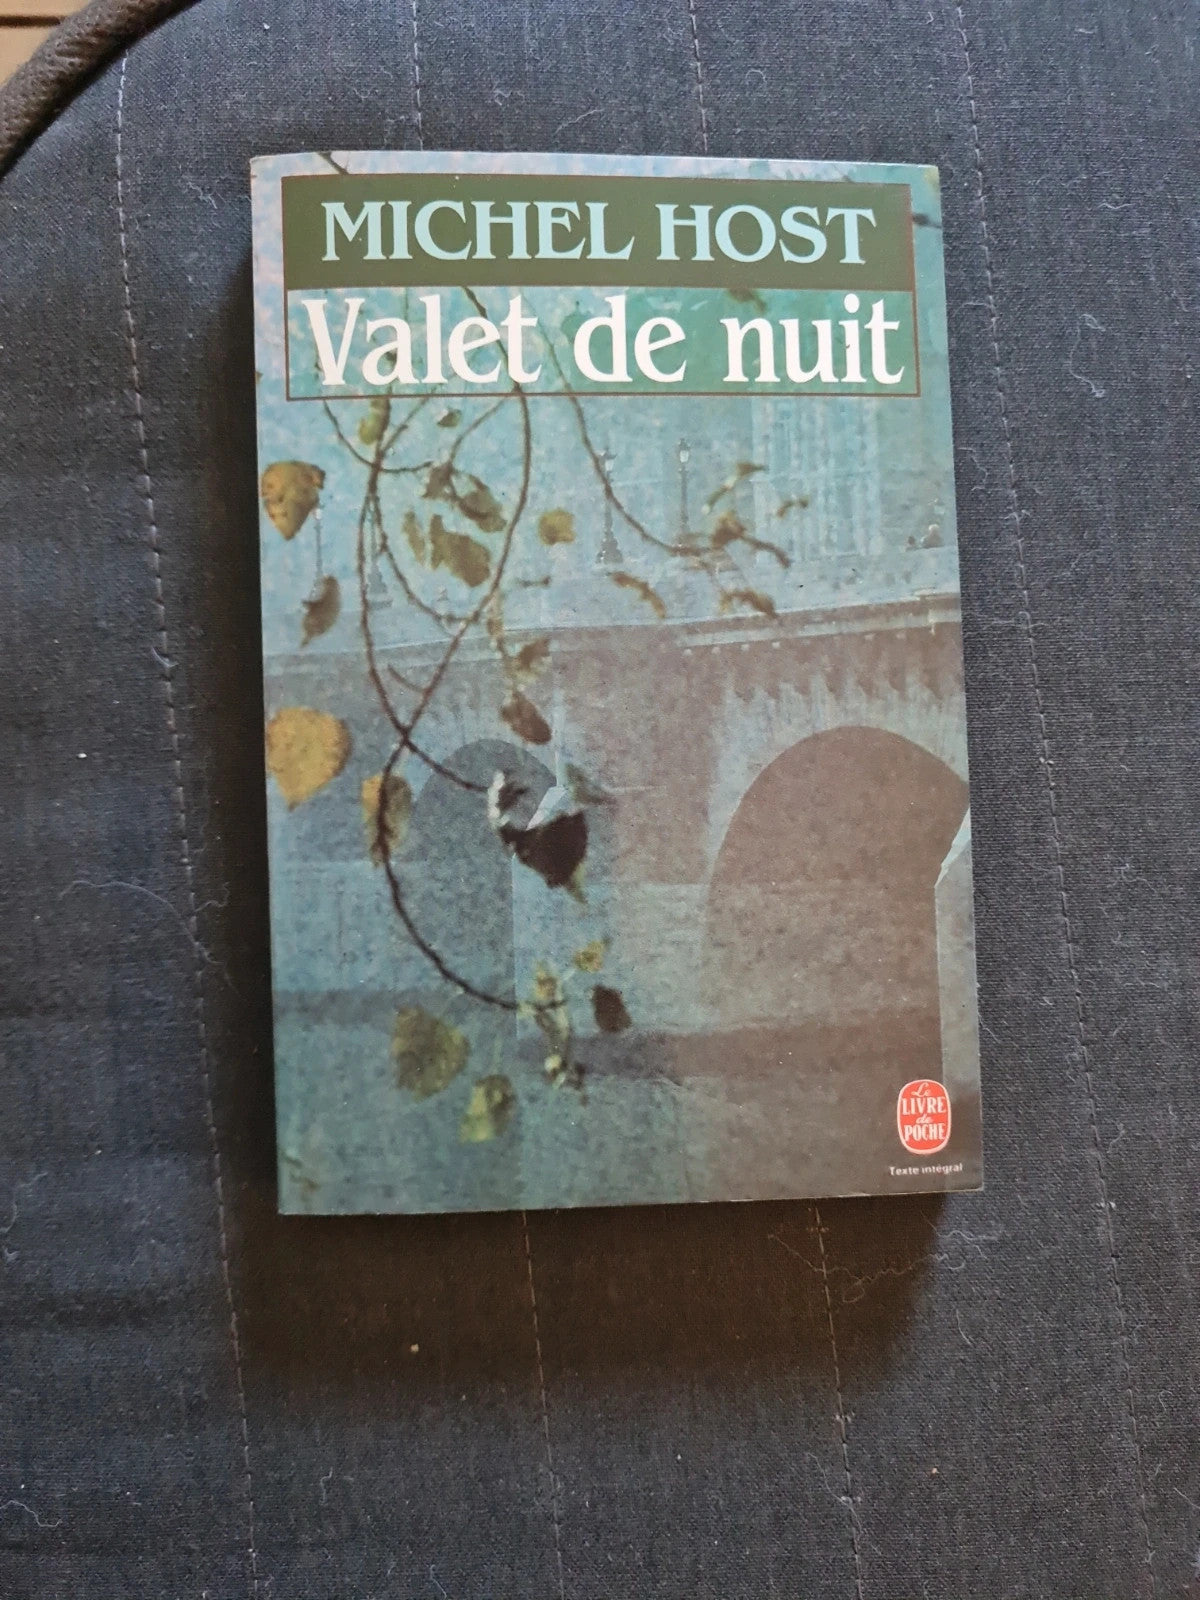 MICHEL HOST
Valet de nuit
Le
LIVRE
de
POCHE
Texte intégral